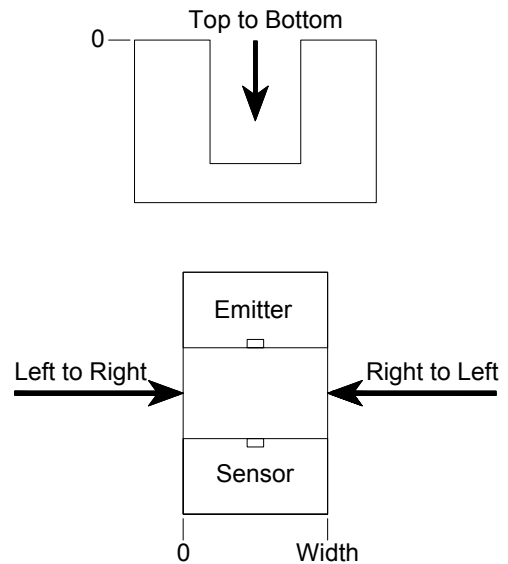 Top to Bottom
0
Emitter
Left to Right
Right to Left
Sensor
0
Width